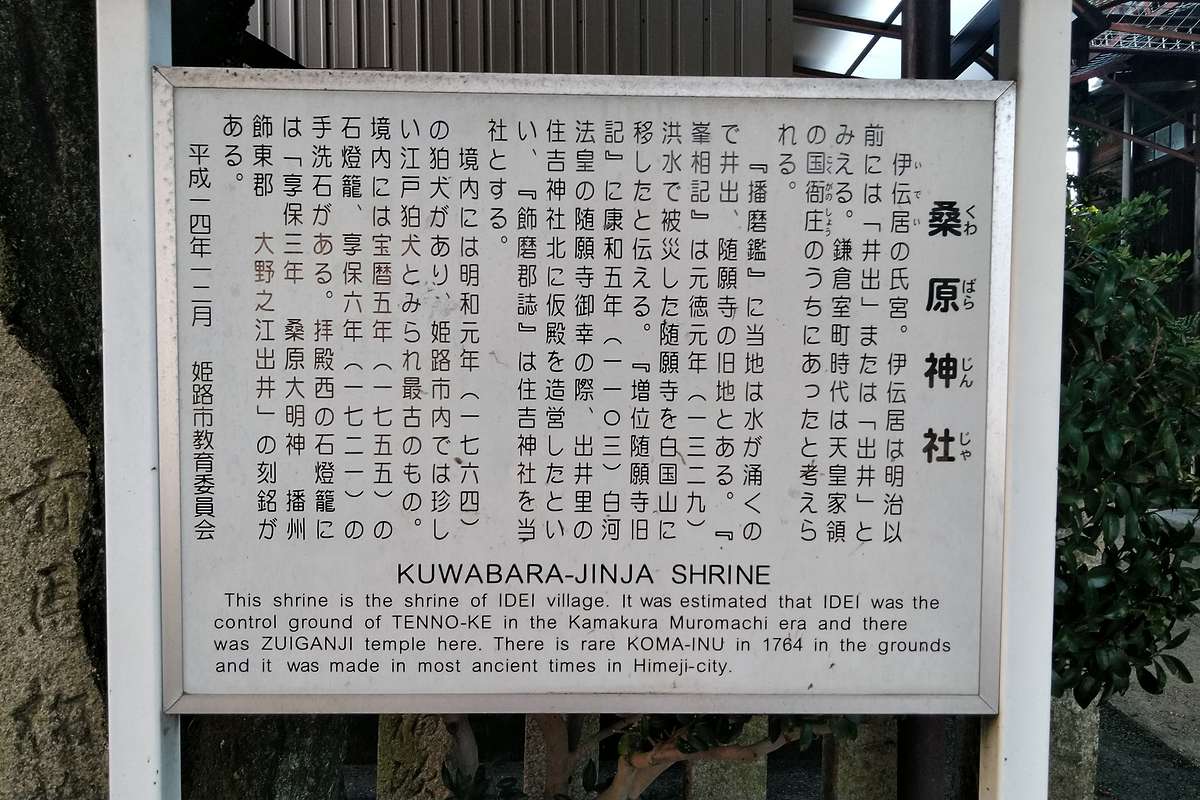 桑原神社
くわばらじんじゃ
伊伝居の氏宮。伊伝居は明治以
いでい
前には「井出」または「出井」と
みえる。鎌倉室町時代は天皇家領
の国衙庄のうちにあったと考えら
こくがのしょう
れる。
『播磨鑑』に当地は水が涌くの
で井出、随願寺の旧地とある。『
峯相記』は元徳元年（一三二九）
洪水で被災した随願寺を白国山に
移したと伝える。『増位随願寺旧
記』に康和五年（一一〇三）白河
法皇の随願寺御幸の際、出井里の
住吉神社北に仮殿を造営したとい
い、『飾磨郡誌』は住吉神社を当
社とする。
境内には明和元年（一七六四）
の狛犬があり、姫路市内では珍し
い江戸狛犬とみられ最古のもの。
境内には宝暦五年（一七五五）の
石燈籠、享保六年（一七二一）の
手洗石がある。拝殿西の石燈籠に
は「享保三年　桑原大明神　播州
飾東郡　大野之江出井」の刻銘が
ある。
平成一四年一二月　姫路市教育委員会
KUWABARA-JINJA SHRINE
This shrine is the shrine of IDEI village. It was estimated that IDEI was the
control ground of TENNO-KE in the Kamakura Muromachi era and there
was ZUIGANJI temple here. There is rare KOMA-INU in 1764 in the grounds
and it was made in most ancient times in Himeji-city.